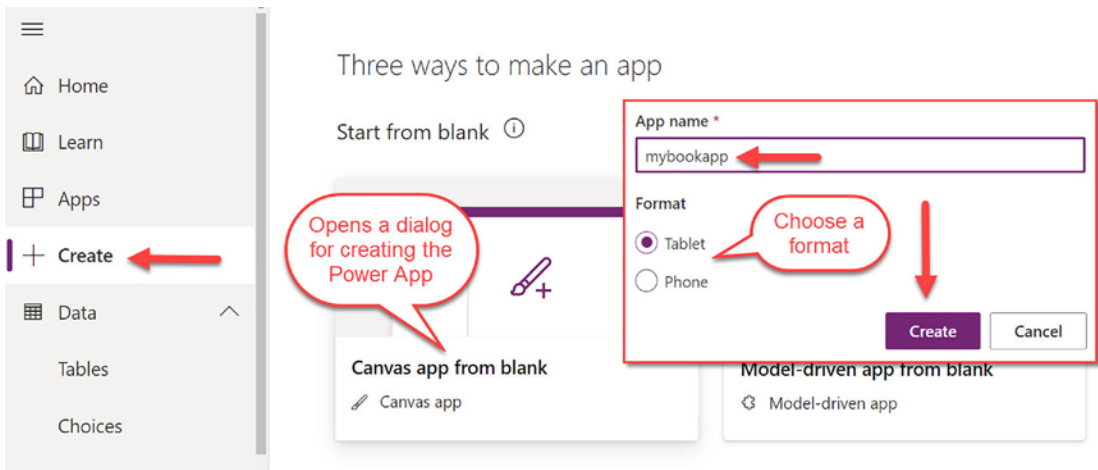 Home
Learn
Apps
Create
Data
Tables
Choices
Three ways to make an app
Start from blank
Opens a dialog
for creating the
Power App
Canvas app from blank
Canvas app
App name *
mybookapp
Format
Tablet
Phone
Choose a
format
Create
Cancel
Model-driven app from blank
Model-driven app